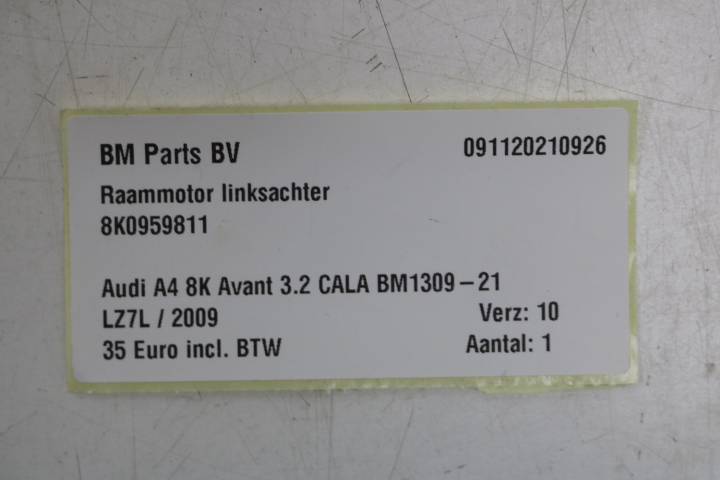 BM Parts BV 091120210926
Raammotor linksachter
8K0959811
Audi A4 8K Avant 3.2 CALA BM1309-21
LZ7L / 2009 Verz: 10
35 Euro incl. BTW Aantal: 1